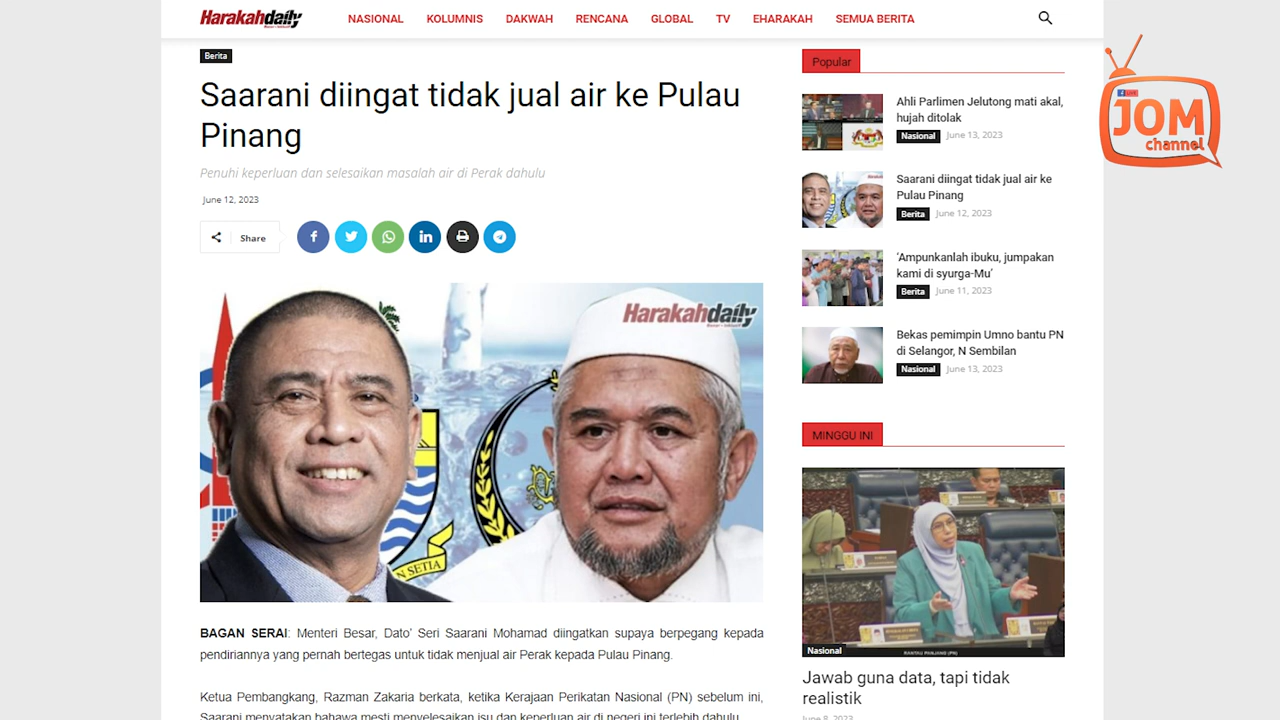 Harakahdaily
NASIONAL KOLUMNIS DAKWAH RENCANA GLOBAL TV EHARAKAH SEMUA BERITA
Berita
Saarani diingat tidak jual air ke Pulau
Pinang
Penuhi keperluan dan selesaikan masalah air di Perak dahulu
June 12, 2023
Share
Harakahdaily
N SETIA
BAGAN SERAI: Menteri Besar, Dato' Seri Saarani Mohamad diingatkan supaya berpegang kepada
pendiriannya yang pernah bertegas untuk tidak menjual air Perak kepada Pulau Pinang.
Ketua Pembangkang, Razman Zakaria berkata, ketika Kerajaan Perikatan Nasional (PN) sebelum ini,
Saarani menyatakan bahawa mesti menyelesaikan isu dan keperluan air di negeri ini terlebih dahulu
Popular
Ahli Parlimen Jelutong mati akal,
hujah ditolak
Nasional June 13, 2023
Saarani diingat tidak jual air ke
Pulau Pinang
Berita June 12, 2023
‘Ampunkanlah ibuku, jumpakan
kami di syurga-Mu’
Berita June 11, 2023
Bekas pemimpin Umno bantu PN
di Selangor, N Sembilan
Nasional June 13, 2023
MINGGU INI
RANTAU PANJANG (PN)
Nasional
Jawab guna data, tapi tidak
realistik
June 8, 2023
LIVE
JOM
channel